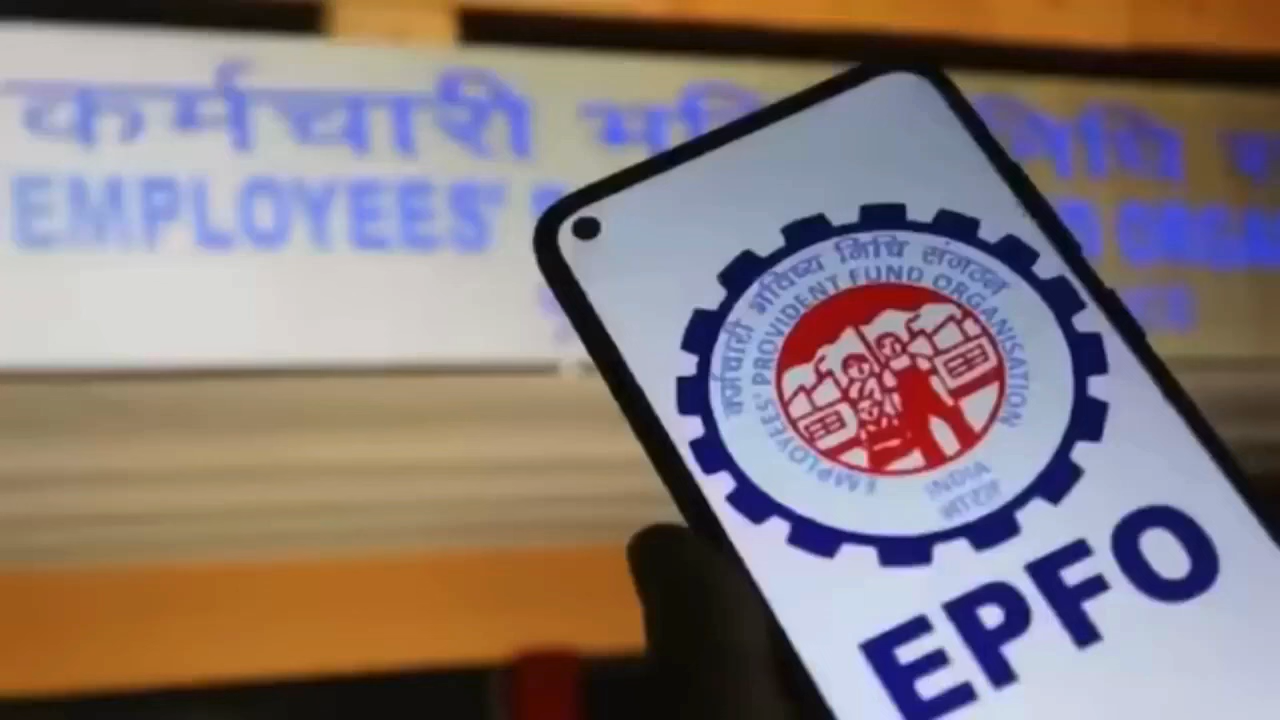 कर्मचारी भ
EMPLOYEES'
कर्मचारी भविष्य निधि संगठन
EMPLOYEES' PROVIDENT FUND ORGANISATION
INDIA
भारत
EPFO